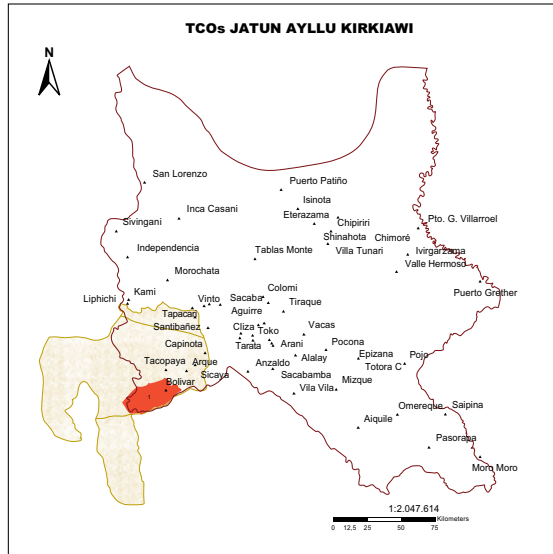 TCOs JATUN AYLLU KIRKIAWI
N
San Lorenzo
Puerto Patiño
Isinota
Inca Casani
Eterazama
Chipiriri
Sivingani
Pto. G. Villarroel
Shinahota
Chimoré
Independencia
Tablas Monte
Villa Tunari
Ivirgarzama
Valle Hermoso
Morochata
Puerto Grether
Liphichi
Kami
Vinto
Sacaba
Colomi
Tiraque
Tapacari
Aguirre
Santibañez
Cliza
Toko
Vacas
Capinota
Tarata
Arani
Alalay
Pocona
Epizana
Pojo
Tacopaya
Arque
Anzaldo
Totora C
Sicaya
Sacabamba
Bolivar
Vila Vila
Mizque
1
Omereque
Saipina
Aiquile
Pasorapa
Moro Moro
1:2.047.614
Kilometers
0 12,5 25 50 75